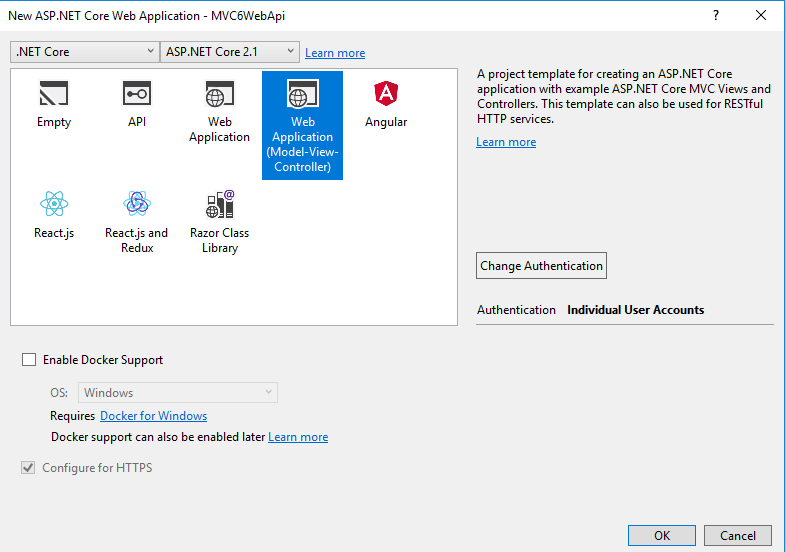 New ASP.NET Core Web Application - MVC6WebApi
?
.NET Core
ASP.NET Core 2.1
Learn more
Empty
API
Web
Application
Web
Application
(Model-View-
Controller)
Angular
React.js
React.js and
Redux
Razor Class
Library
A project template for creating an ASP.NET Core
application with example ASP.NET Core MVC Views and
Controllers. This template can also be used for RESTful
HTTP services.
Learn more
Change Authentication
Authentication Individual User Accounts
Enable Docker Support
OS: Windows
Requires Docker for Windows
Docker support can also be enabled later Learn more
Configure for HTTPS
OK
Cancel